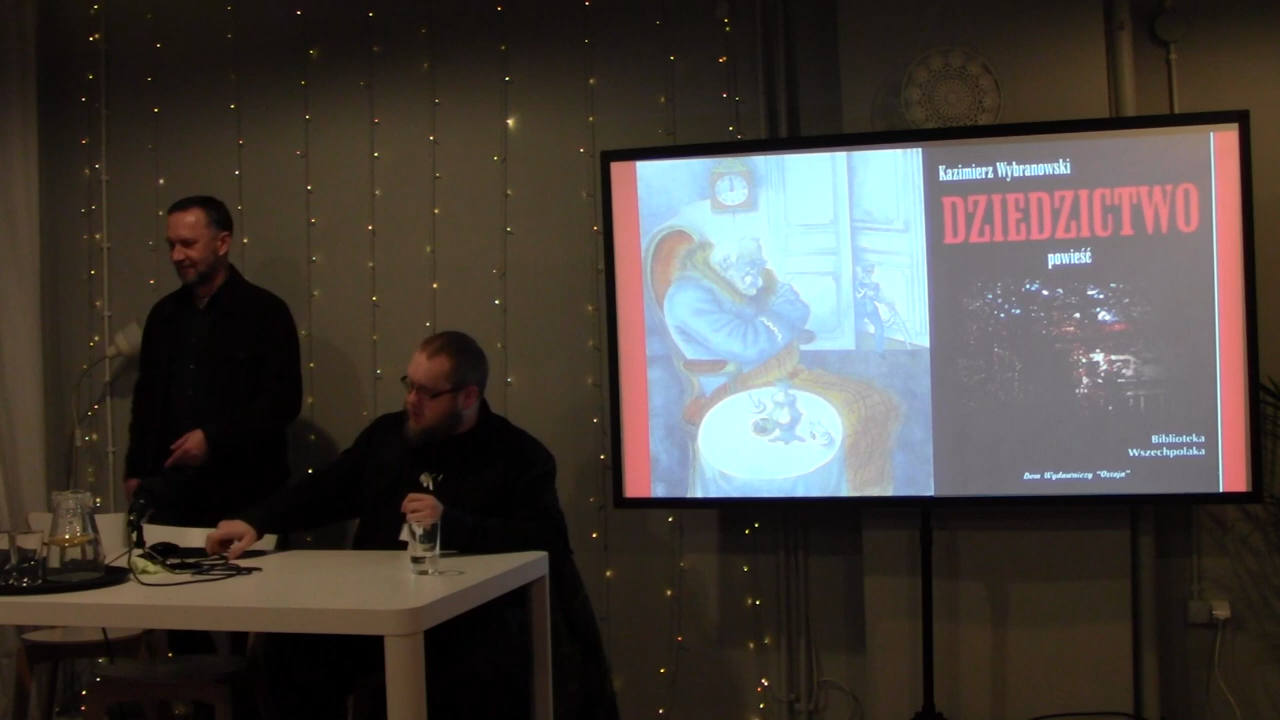 Kazimierz Wybranowski
DZIEDZICTWO
powieść
Biblioteka
Wszechpolaka
Dom Wydawniczy "Ostoja"